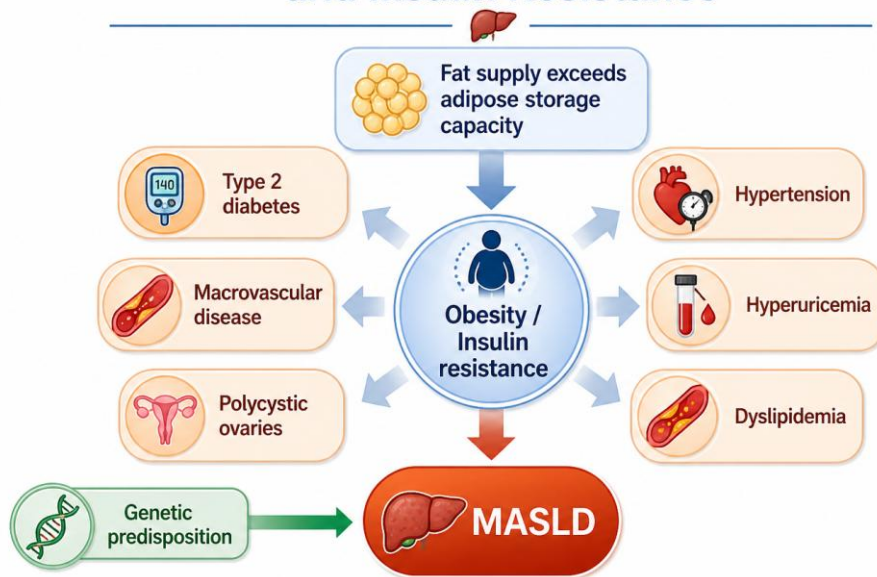 Fat supply exceeds
adipose storage
capacity
140
Type 2
diabetes
Hypertension
Macrovascular
disease
Obesity /
Insulin
resistance
Hyperuricemia
Polycystic
ovaries
Dyslipidemia
Genetic
predisposition
MASLD